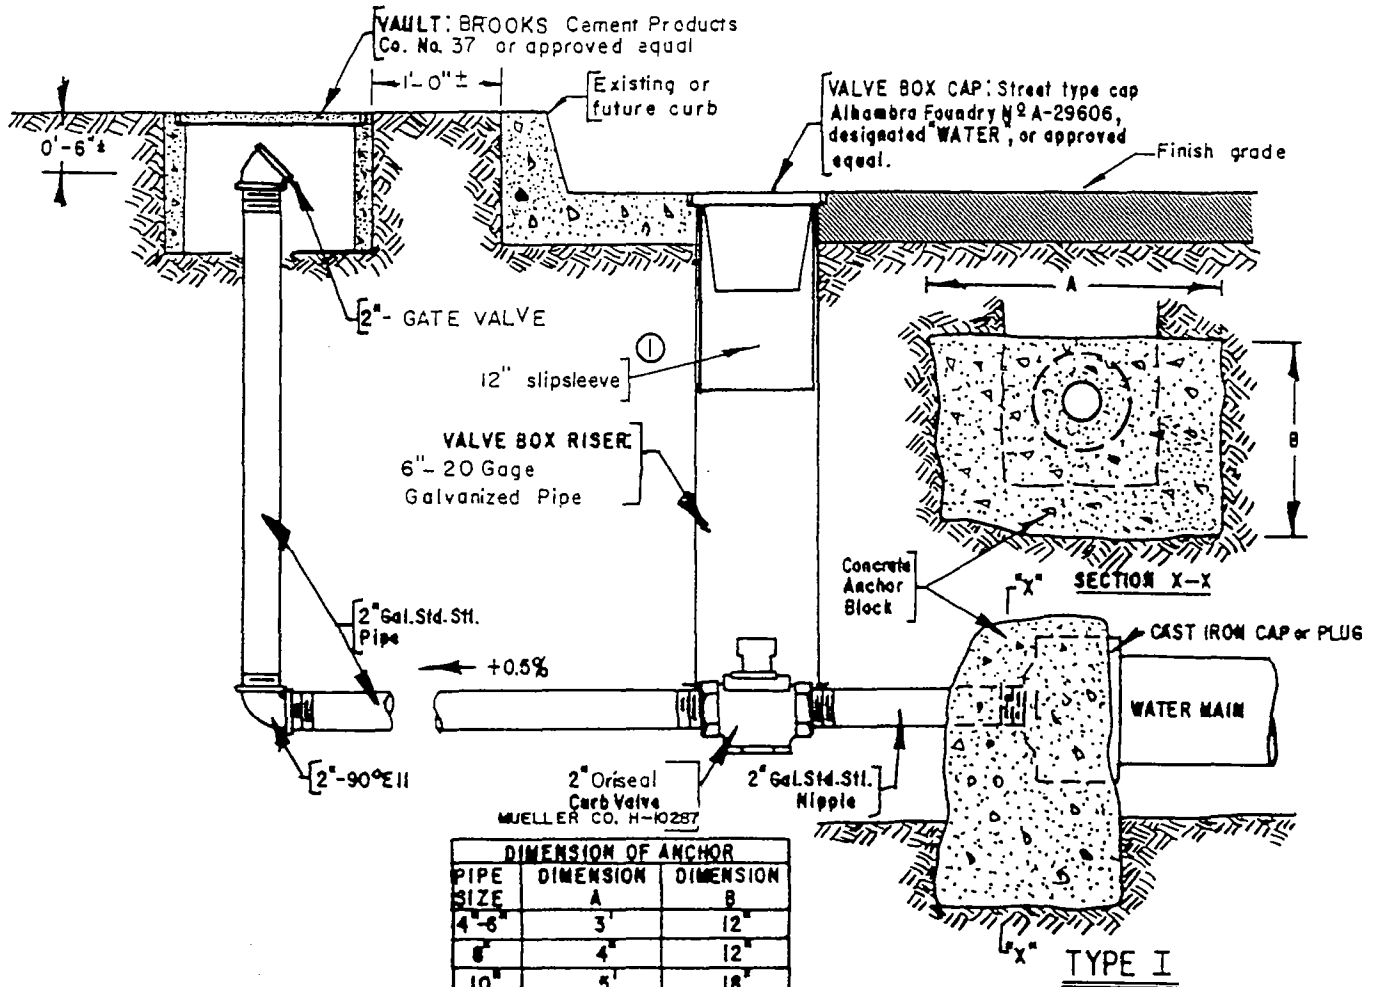 VAULT: BROOKS Cement Products
Co. No. 37 or approved equal
1'-0" ±
Existing or
future curb
VALVE BOX CAP: Street type cap
Alhambra Foundry Nº A-29606,
designated "WATER", or approved
equal.
Finish grade
0'-6" ±
2"- GATE VALVE
1
12" slipsleeve
A
B
VALVE BOX RISER:
6"-20 Gage
Galvanized Pipe
Concrete
Anchor
Block
SECTION X-X
"X"
CAST IRON CAP or PLUG
2" Gal. Std. Stl.
Pipe
+0.5%
WATER MAIN
2"-90° Ell
2" Oriseal
Curb Valve
MUELLER CO. H-10287
2" Gal. Std. Stl.
Nipple
DIMENSION OF ANCHOR
PIPE SIZE DIMENSION A DIMENSION B
4"-6" 3' 12"
8" 4" 12"
10" 5' 18"
"X"
TYPE I